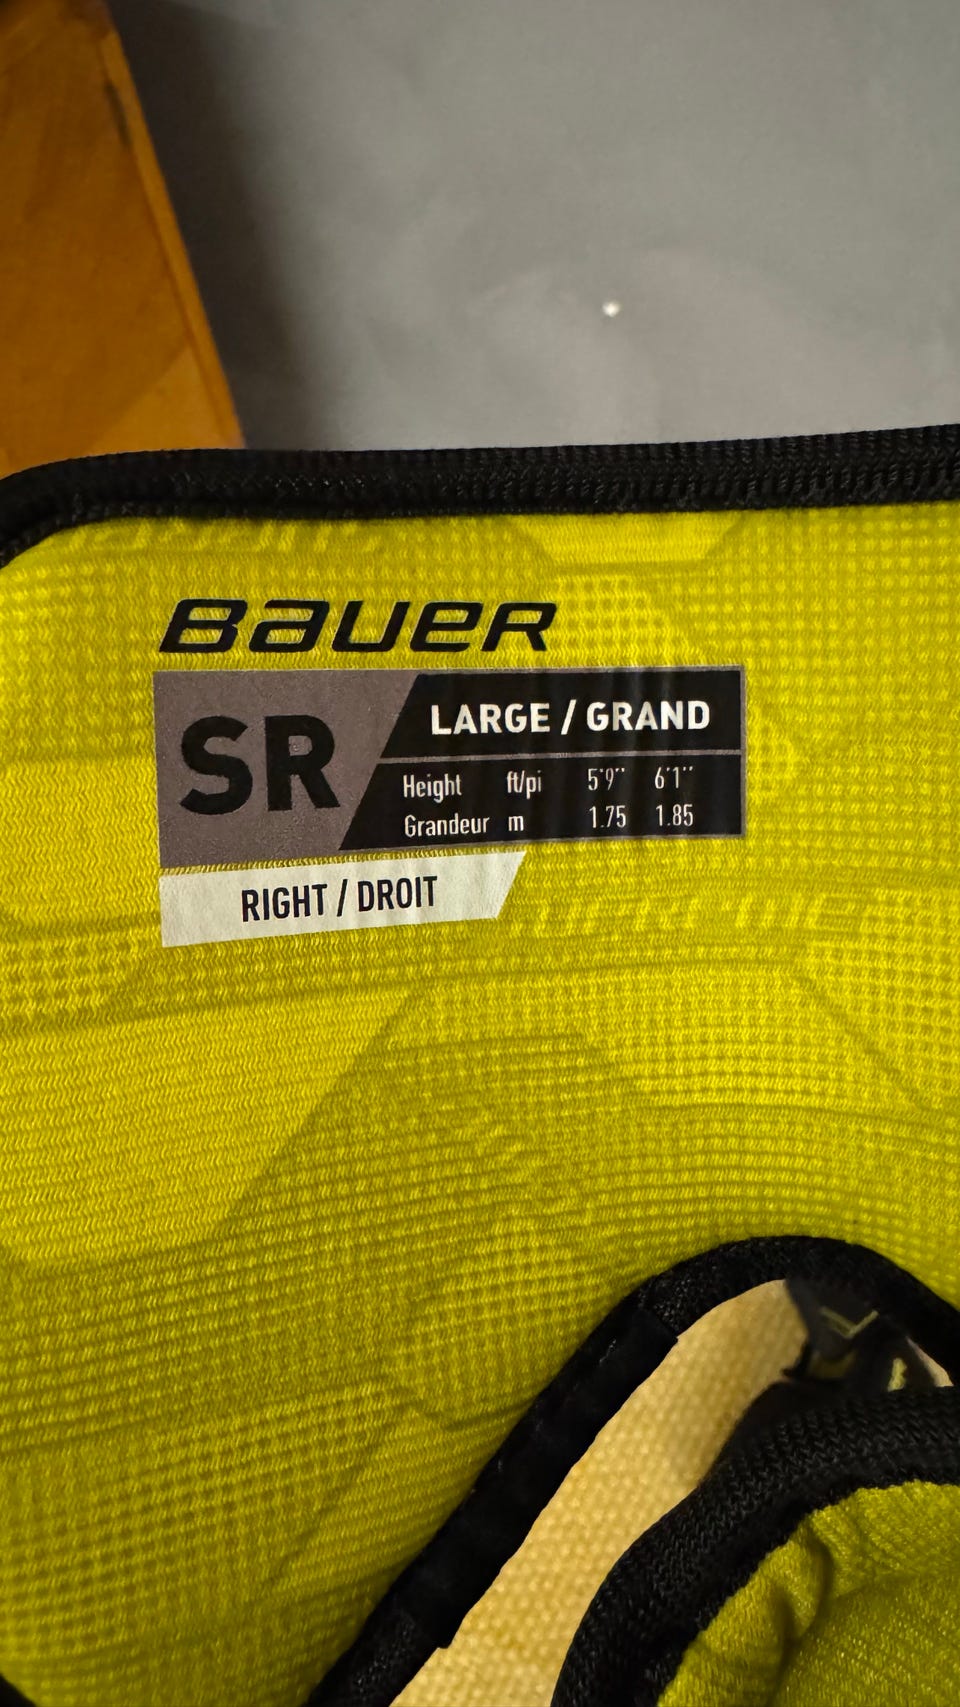 BAUER
SR
LARGE / GRAND
Height ft/pi 5'9'' 6'1''
Grandeur m 1.75 1.85
RIGHT / DROIT